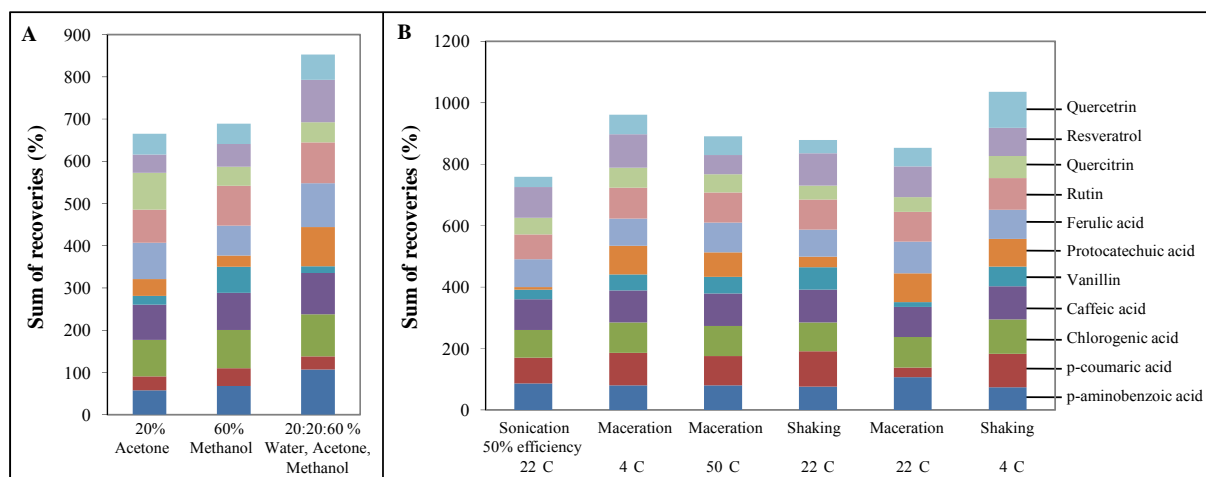 A
Sum of recoveries (%)
900
800
700
600
500
400
300
200
100
0
20%
Acetone
60%
Methanol
20:20:60 %
Water, Acetone,
Methanol
B
Sum of recoveries (%)
1200
1000
800
600
400
200
0
Sonication
50% efficiency
22 C
Maceration
4 C
Maceration
50 C
Shaking
22 C
Maceration
22 C
Shaking
4 C
Quercetrin
Resveratrol
Quercitrin
Rutin
Ferulic acid
Protocatechuic acid
Vanillin
Caffeic acid
Chlorogenic acid
p-coumaric acid
p-aminobenzoic acid